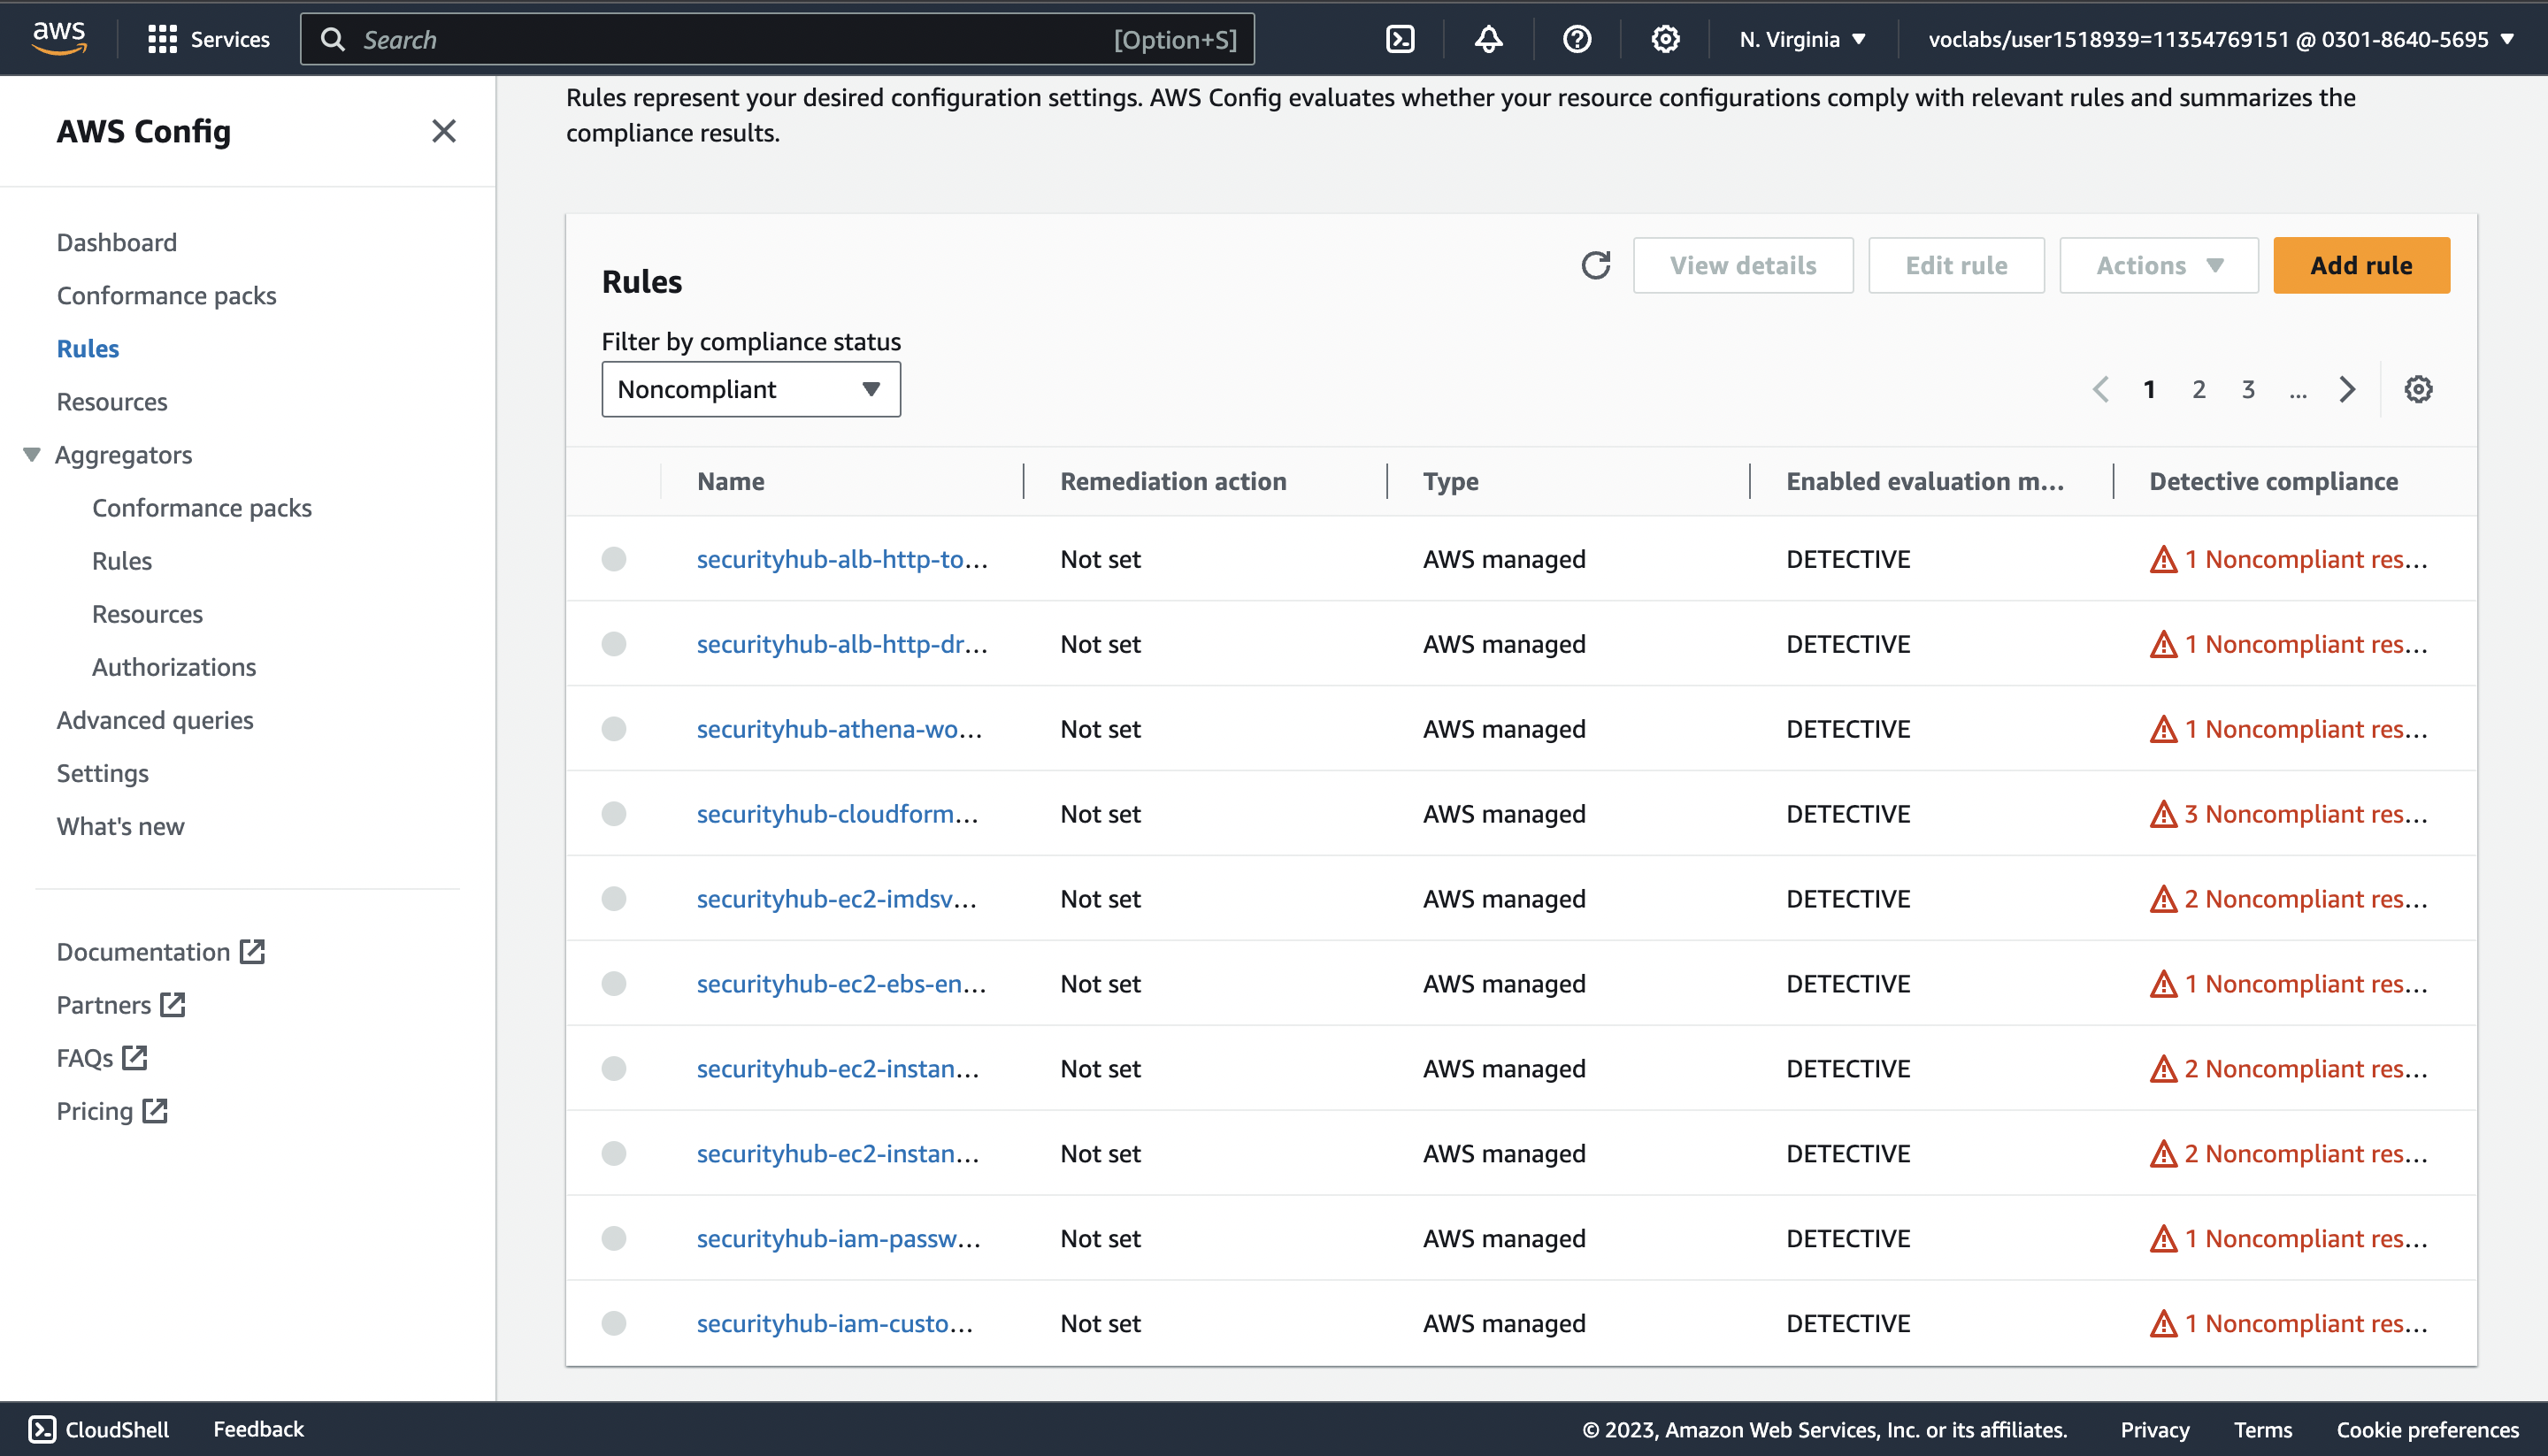 aws
Services
Search
[Option+S]
N. Virginia
voclabs/user1518939=11354769151 @ 0301-8640-5695
AWS Config
Dashboard
Conformance packs
Rules
Resources
Aggregators
Conformance packs
Rules
Resources
Authorizations
Advanced queries
Settings
What's new
Documentation
Partners
FAQs
Pricing
Rules represent your desired configuration settings. AWS Config evaluates whether your resource configurations comply with relevant rules and summarizes the
compliance results.
Rules
View details
Edit rule
Actions
Add rule
Filter by compliance status
Noncompliant
1 2 3 ...
Name Remediation action Type Enabled evaluation m... Detective compliance
securityhub-alb-http-to... Not set AWS managed DETECTIVE 1 Noncompliant res...
securityhub-alb-http-dr... Not set AWS managed DETECTIVE 1 Noncompliant res...
securityhub-athena-wo... Not set AWS managed DETECTIVE 1 Noncompliant res...
securityhub-cloudform... Not set AWS managed DETECTIVE 3 Noncompliant res...
securityhub-ec2-imdsv... Not set AWS managed DETECTIVE 2 Noncompliant res...
securityhub-ec2-ebs-en... Not set AWS managed DETECTIVE 1 Noncompliant res...
securityhub-ec2-instan... Not set AWS managed DETECTIVE 2 Noncompliant res...
securityhub-ec2-instan... Not set AWS managed DETECTIVE 2 Noncompliant res...
securityhub-iam-passw... Not set AWS managed DETECTIVE 1 Noncompliant res...
securityhub-iam-custo... Not set AWS managed DETECTIVE 1 Noncompliant res...
CloudShell
Feedback
© 2023, Amazon Web Services, Inc. or its affiliates.
Privacy
Terms
Cookie preferences